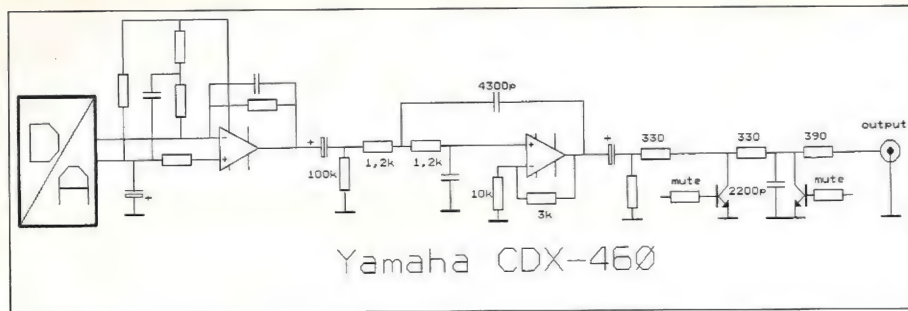 4300p
330
330
390
output
D
A
+
-
+
+
100k
1,2k
1,2k
-
+
10k
3k
+
mute
2200p
mute
Yamaha CDX-460